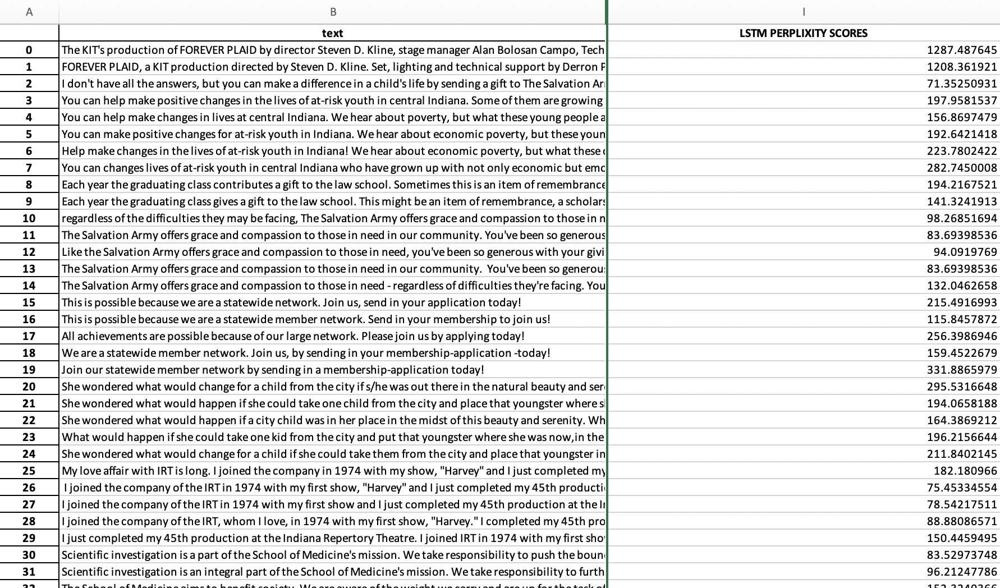 A B I
text LSTM PERPLIXITY SCORES
0 The KIT's production of FOREVER PLAID by director Steven D. Kline, stage manager Alan Bolosan Campo, Tech 1287.487645
1 FOREVER PLAID, a KIT production directed by Steven D. Kline. Set, lighting and technical support by Derron 1208.361921
2 I don't have all the answers, but you can make a difference in a child's life by sending a gift to The Salvation Ar 71.35250931
3 You can help make positive changes in the lives of at-risk youth in central Indiana. Some of them are growing 197.9581537
4 You can help make changes in lives at central Indiana. We hear about poverty, but what these young people a 156.8697479
5 You can make positive changes for at-risk youth in Indiana. We hear about economic poverty, but these youn 192.6421418
6 Help make changes in the lives of at-risk youth in Indiana! We hear about economic poverty, but what these 223.7802422
7 You can changes lives of at-risk youth in central Indiana who have grown up with not only economic but emo 282.7450008
8 Each year the graduating class contributes a gift to the law school. Sometimes this is an item of remembrance 194.2167521
9 Each year the graduating class gives a gift to the law school. This might be an item of remembrance, a scholars 141.3241913
10 regardless of the difficulties they may be facing, The Salvation Army offers grace and compassion to those in n 98.26851694
11 The Salvation Army offers grace and compassion to those in need in our community. You've been so generous 83.69398536
12 Like the Salvation Army offers grace and compassion to those in need, you've been so generous with your givi 94.0919769
13 The Salvation Army offers grace and compassion to those in need in our community.  You've been so generous 83.69398536
14 The Salvation Army offers grace and compassion to those in need - regardless of difficulties they're facing. You 132.0462658
15 This is possible because we are a statewide network. Join us, send in your application today! 215.4916993
16 This is possible because we are a statewide member network. Send in your membership to join us! 115.8457872
17 All achievements are possible because of our large network. Please join us by applying today! 256.3986946
18 We are a statewide member network. Join us, by sending in your membership-application -today! 159.4522679
19 Join our statewide member network by sending in a membership-application today! 331.8865979
20 She wondered what would change for a child from the city if s/he was out there in the natural beauty and ser 295.5316648
21 She wondered what would happen if she could take one child from the city and place that youngster where s 194.0658188
22 She wondered what would happen if a city child was in her place in the midst of this beauty and serenity. Wh 164.3869212
23 What would happen if she could take one kid from the city and put that youngster where she was now,in the 196.2156644
24 She wondered what would change for a child if she could take them from the city and place that youngster in 211.8402145
25 My love affair with IRT is long. I joined the company in 1974 with my show, "Harvey" and I just completed my 182.180966
26 I joined the company of the IRT in 1974 with my first show, "Harvey" and I just completed my 45th producti 75.45334554
27 I joined the company of the IRT in 1974 with my first show and I just completed my 45th production at the I 78.54217511
28 I joined the company of the IRT, whom I love, in 1974 with my first show, "Harvey." I completed my 45th pro 88.88086571
29 I just completed my 45th production at the Indiana Repertory Theatre. I joined IRT in 1974 with my first sho 150.4459495
30 Scientific investigation is a part of the School of Medicine's mission. We take responsibility to push the boun 83.52973748
31 Scientific investigation is an integral part of the School of Medicine's mission. We take responsibility to furth 96.21247786
32 The School of Medicine aims to benefit society. We are aware of the weight we carry and are up for the task of 152.3240366